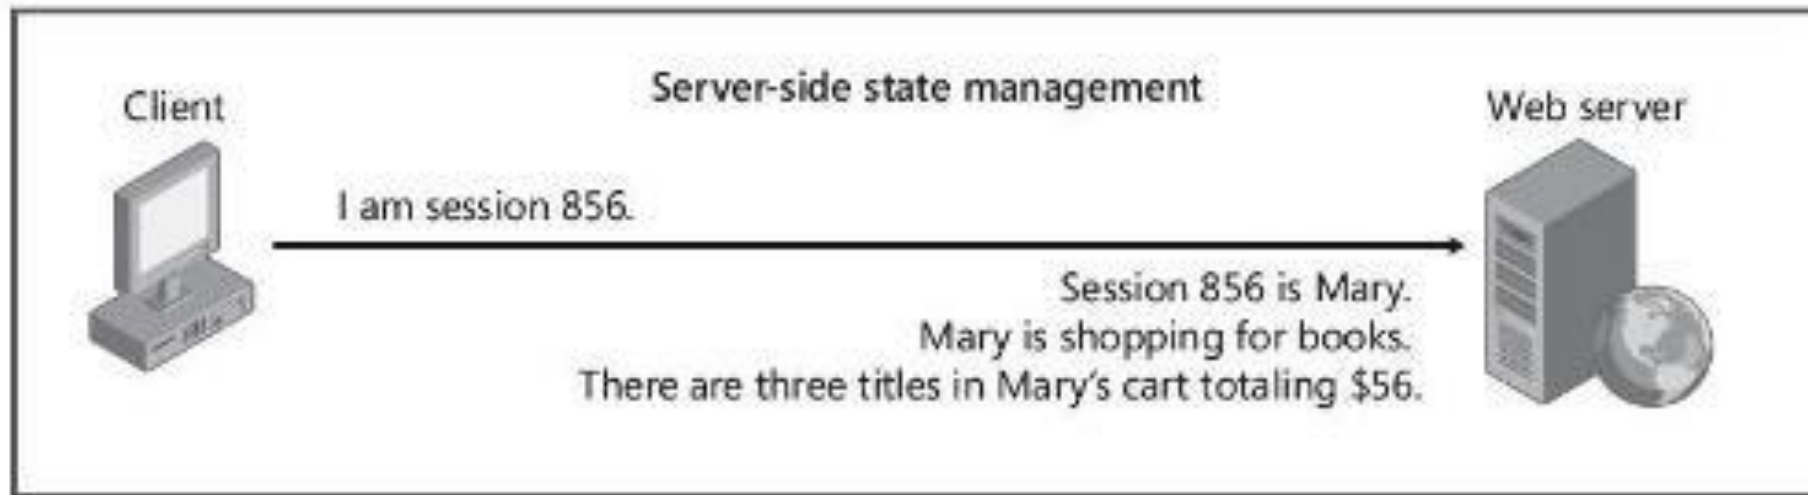 Server-side state management
Client
Web server
I am session 856.
Session 856 is Mary.
Mary is shopping for books.
There are three titles in Mary's cart totaling $56.